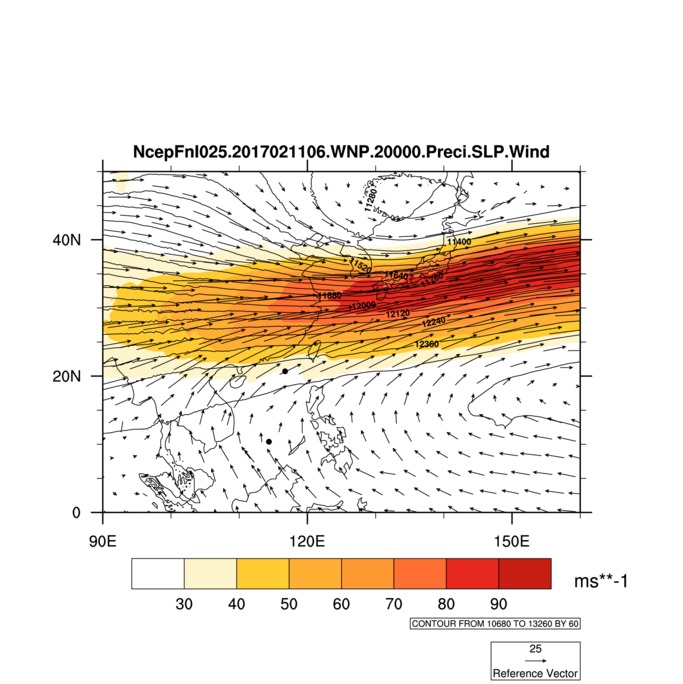 NcepFnl025.2017021106.WNP.20000.Preci.SLP.Wind
11280
40N
11400
11520
11640
11760
11880
12000
12120
12240
12360
20N
0
90E 120E 150E
30 40 50 60 70 80 90
ms**-1
CONTOUR FROM 10680 TO 13260 BY 60
25
Reference Vector